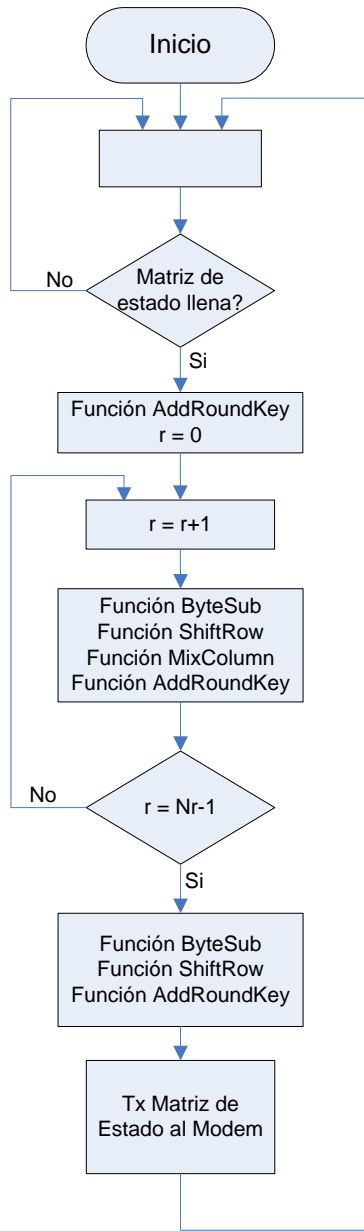 Inicio
No
Matriz de
estado llena?
Si
Función AddRoundKey
r = 0
r = r+1
Función ByteSub
Función ShiftRow
Función MixColumn
Función AddRoundKey
No
r = Nr-1
Si
Función ByteSub
Función ShiftRow
Función AddRoundKey
Tx Matriz de
Estado al Modem